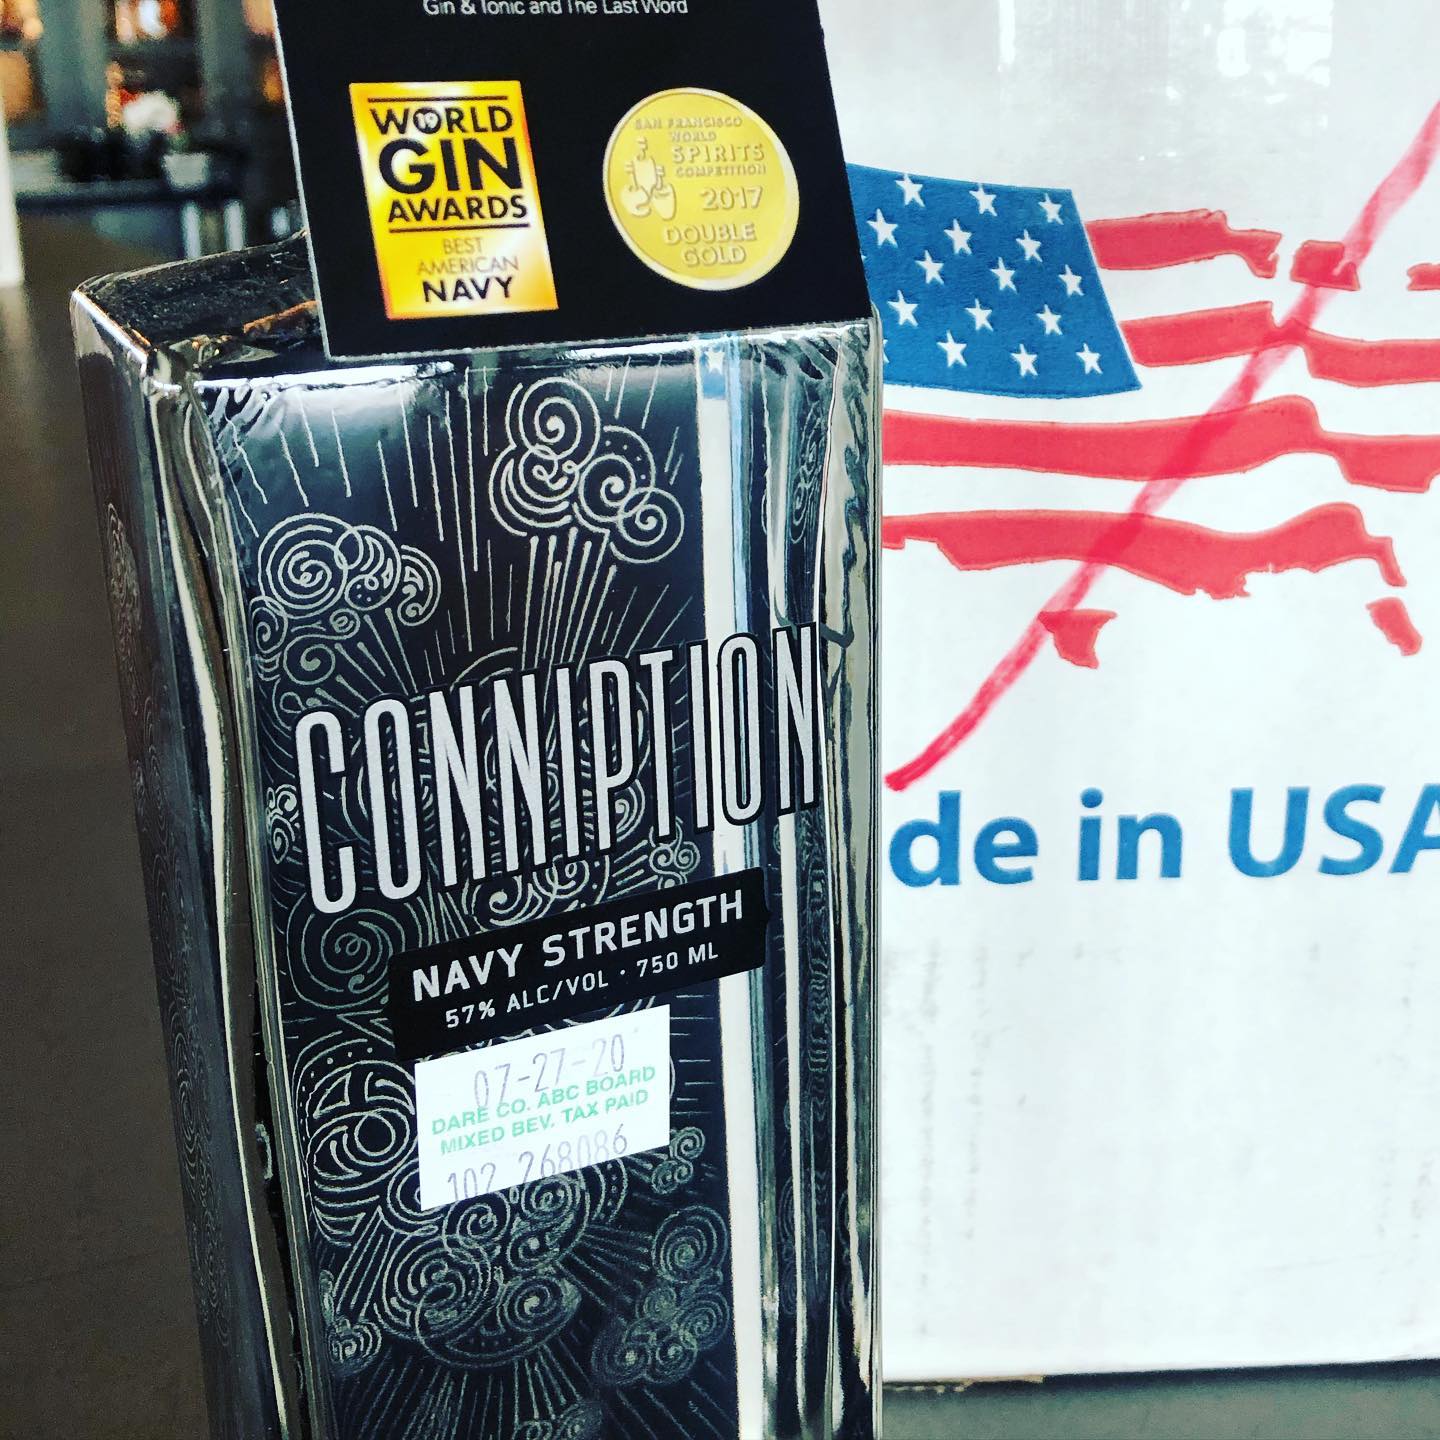 Gin & Tonic and The Last Word
WORLD
19
GIN
AWARDS
BEST
AMERICAN
NAVY
SAN FRANCISCO
WORLD
SPIRITS
COMPETITION
2017
DOUBLE
GOLD
CONNIPTION
NAVY STRENGTH
57% ALC/VOL · 750 ML
07-27-20
DARE CO. ABC BOARD
MIXED BEV. TAX PAID
102 268086
de in USA